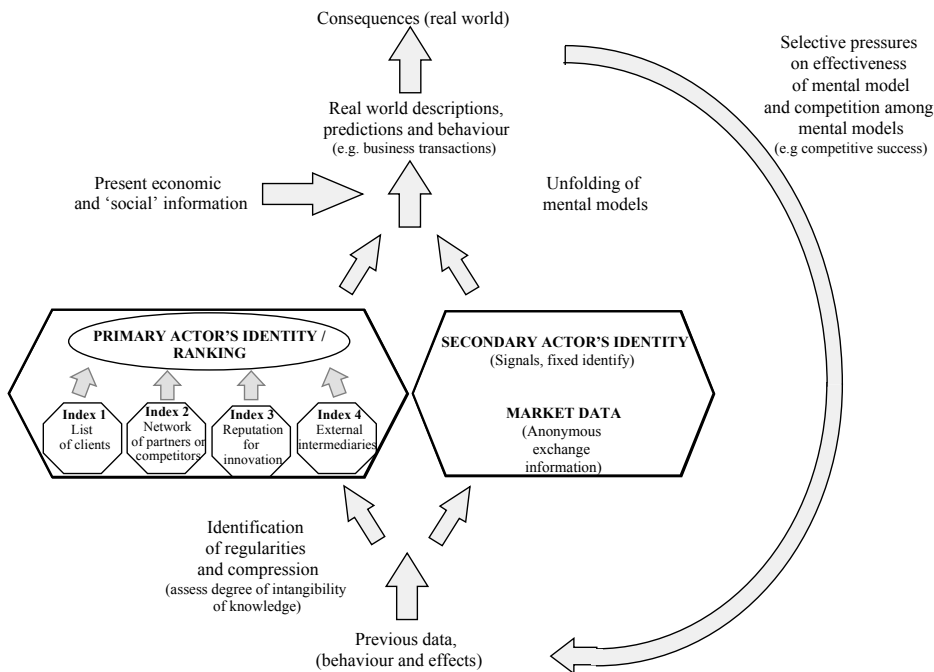 Consequences (real world)
Selective pressures
on effectiveness
of mental model
and competition among
mental models
(e.g competitive success)
Real world descriptions,
predictions and behaviour
(e.g. business transactions)
Present economic
and ‘social’ information
Unfolding of
mental models
PRIMARY ACTOR’S IDENTITY /
RANKING
Index 1
List
of clients
Index 2
Network
of partners or
competitors
Index 3
Reputation
for
innovation
Index 4
External
intermediaries
SECONDARY ACTOR’S IDENTITY
(Signals, fixed identify)
MARKET DATA
(Anonymous
exchange
information)
Identification
of regularities
and compression
(assess degree of intangibility
of knowledge)
Previous data,
(behaviour and effects)